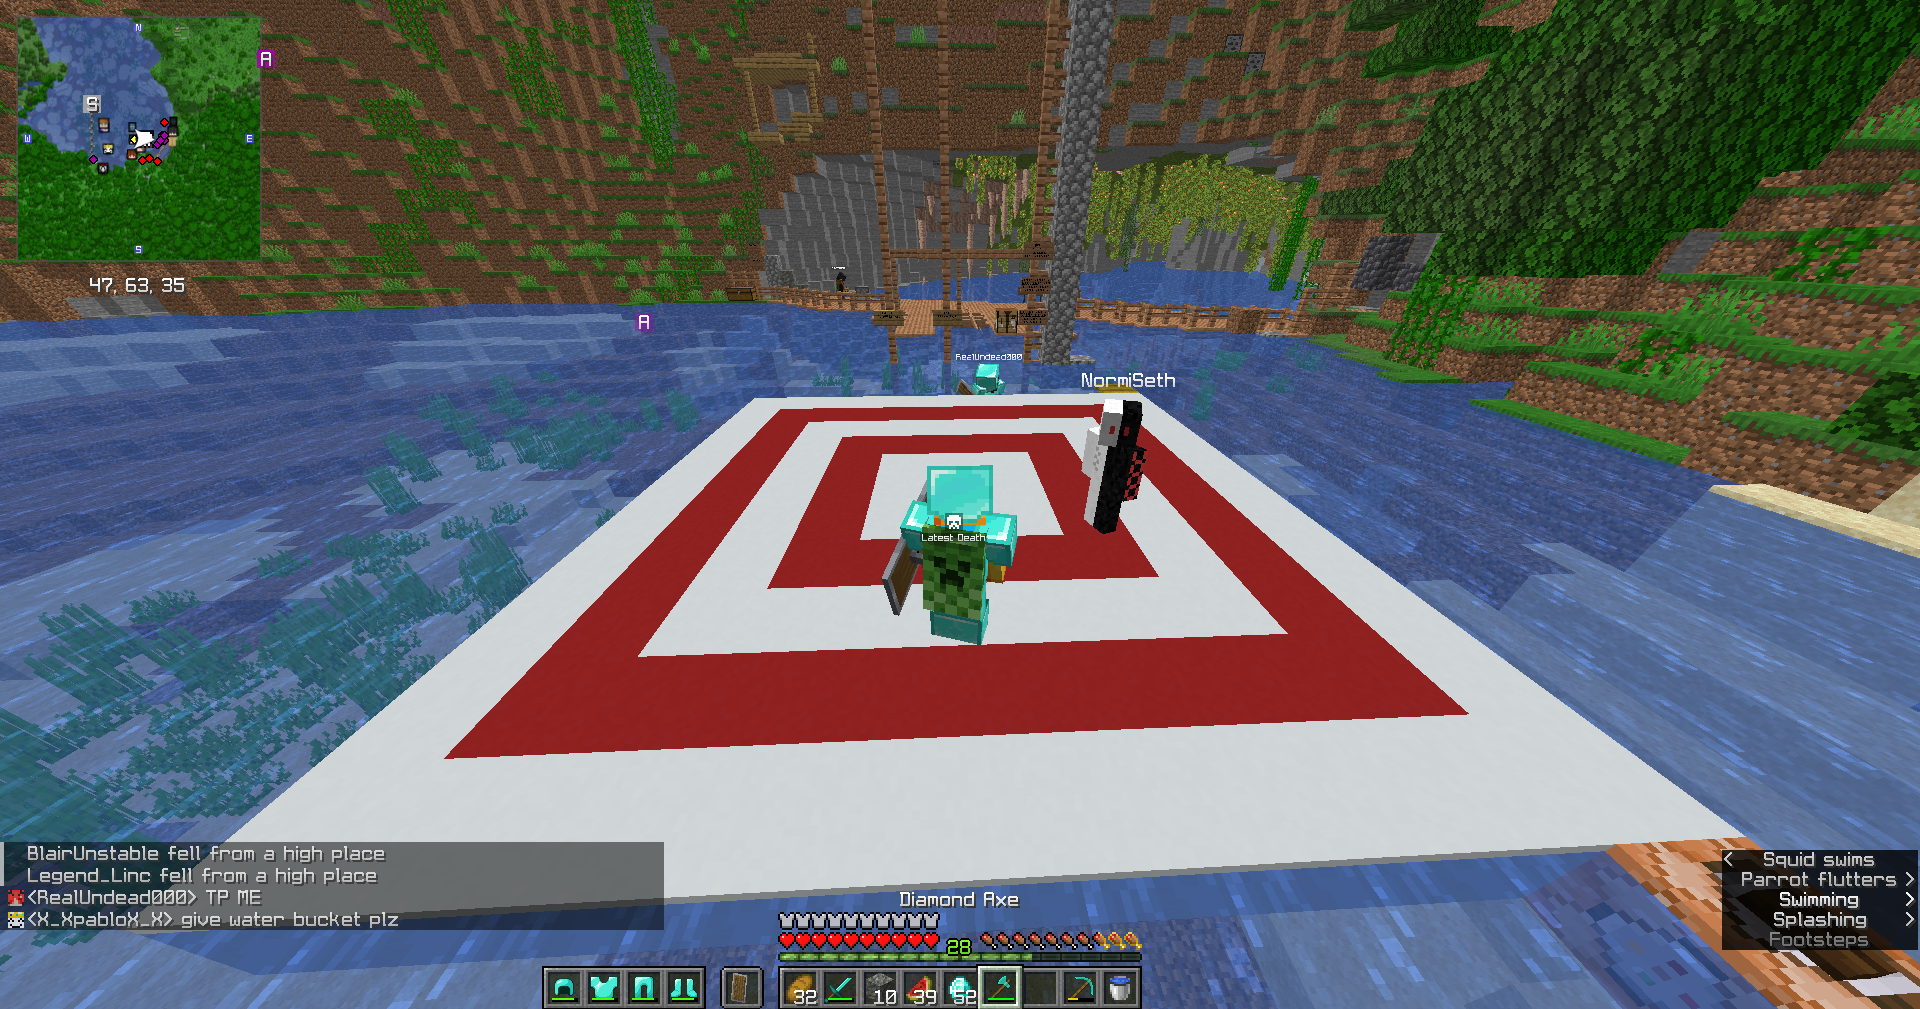 N
A
S
W
E
S
47, 63, 35
A
RealUndead000
NormiSeth
Latest Death
BlairUnstable fell from a high place
Legend_Linc fell from a high place
<RealUndead000> TP ME
<X_XpabloX_X> give water bucket plz
Diamond Axe
28
32
10
39
52
< Squid swims
Parrot flutters >
Swimming >
Splashing >
Footsteps